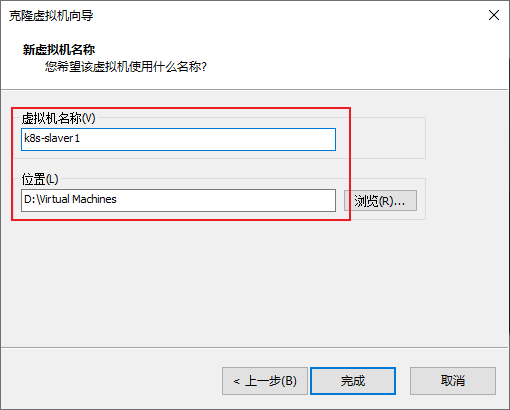 克隆虚拟机向导
新虚拟机名称
您希望该虚拟机使用什么名称?
虚拟机名称(V)
k8s-slaver1
位置(L)
D:\Virtual Machines
浏览(R)...
< 上一步(B)
完成
取消